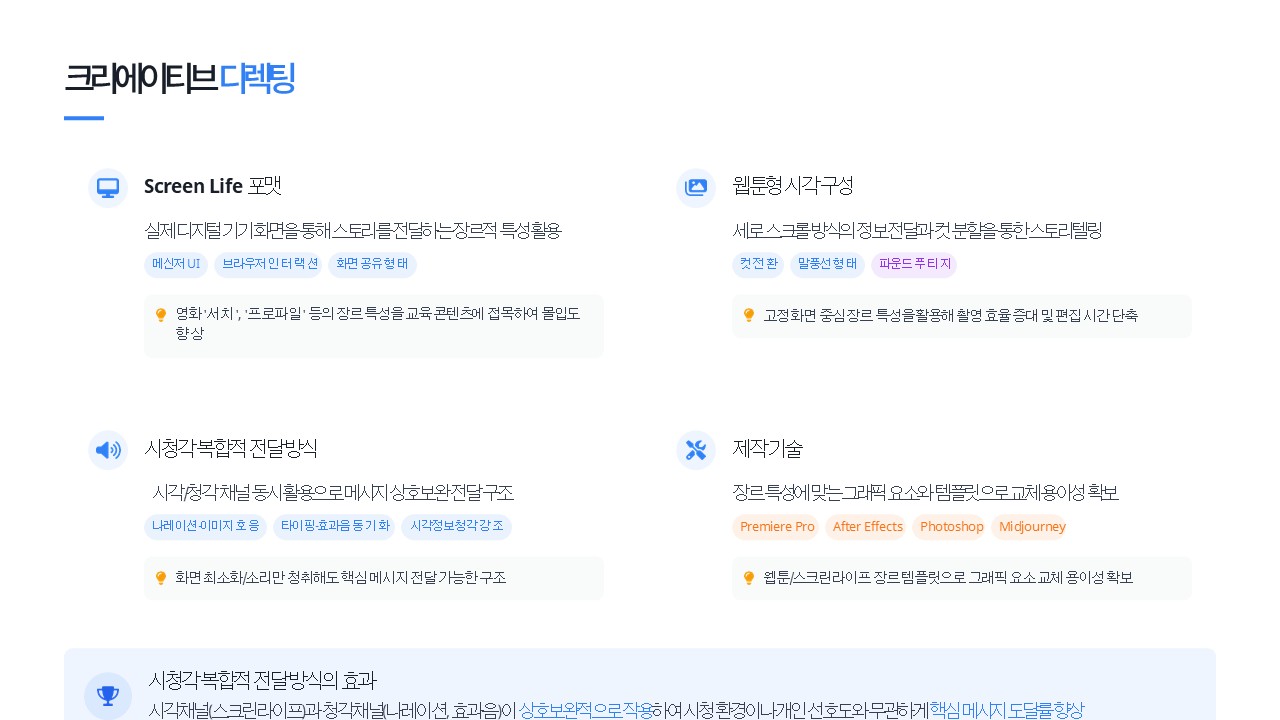 크리에이티브 디렉팅
Screen Life 포맷
실제 디지털 기기 화면을 통해 스토리를 전달하는 장르적 특성 활용
메신저 UI 브라우저 인터랙션 화면 공유 형태
영화 '서치', '프로파일' 등의 장르 특성을 교육 콘텐츠에 접목하여 몰입도
향상
웹툰형 시각 구성
세로 스크롤 방식의 정보 전달과 컷 분할을 통한 스토리텔링
컷 전환 말풍선 형태 파운드 푸티지
고정 화면 중심 장르 특성을 활용해 촬영 효율 증대 및 편집 시간 단축
시청각 복합적 전달 방식
시각/청각 채널 동시 활용으로 메시지 상호보완 전달 구조
나레이션-이미지 호응 타이핑-효과음 동기화 시각정보 청각 강조
화면 최소화/소리만 청취해도 핵심 메시지 전달 가능한 구조
제작 기술
장르 특성에 맞는 그래픽 요소와 템플릿으로 교체 용이성 확보
Premiere Pro After Effects Photoshop Midjourney
웹툰/스크린라이프 장르 템플릿으로 그래픽 요소 교체 용이성 확보
시청각 복합적 전달 방식의 효과
시각 채널(스크린라이프)과 청각 채널(나레이션, 효과음)이 상호보완적으로 작용하여 시청 환경이나 개인 선호도와 무관하게 핵심 메시지 도달률 향상